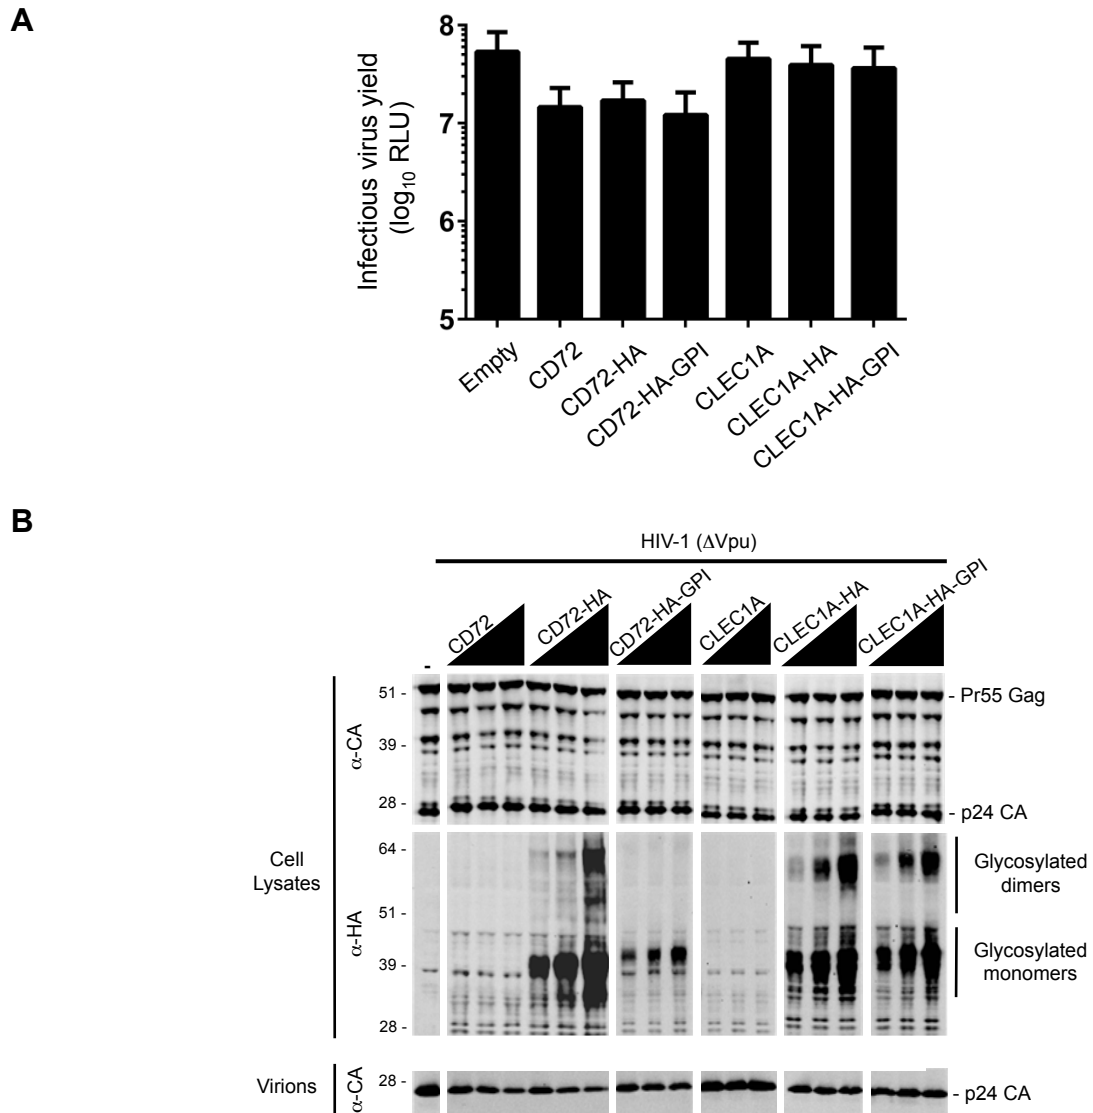 A
Infectious virus yield
(log10 RLU)
8
7
6
5
Empty
CD72
CD72-HA
CD72-HA-GPI
CLEC1A
CLEC1A-HA
CLEC1A-HA-GPI
B
HIV-1 (ΔVpu)
- CD72 CD72-HA CD72-HA-GPI CLEC1A CLEC1A-HA CLEC1A-HA-GPI
Cell
Lysates
α-CA
51 -
39 -
28 -
- Pr55 Gag
- p24 CA
α-HA
64 -
51 -
39 -
28 -
Glycosylated
dimers
Glycosylated
monomers
Virions
α-CA
28 -
- p24 CA